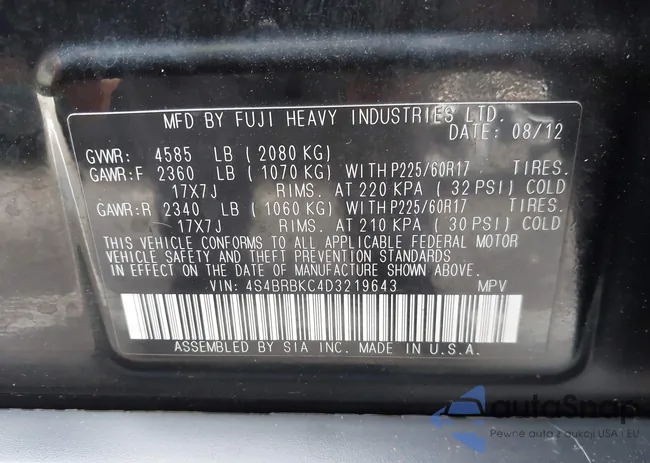 MFD BY FUJI HEAVY INDUSTRIES LTD.
DATE: 08/12
GVWR: 4585 LB ( 2080 KG)
GAWR:F 2360 LB ( 1070 KG) WITH P225/60R17 TIRES.
17X7J RIMS. AT 220 KPA ( 32 PSI) COLD
GAWR:R 2340 LB ( 1060 KG) WITH P225/60R17 TIRES.
17X7J RIMS. AT 210 KPA ( 30 PSI) COLD
THIS VEHICLE CONFORMS TO ALL APPLICABLE FEDERAL MOTOR
VEHICLE SAFETY AND THEFT PREVENTION STANDARDS
IN EFFECT ON THE DATE OF MANUFACTURE SHOWN ABOVE.
VIN: 4S4BRBKC4D3219643 MPV
ASSEMBLED BY SIA INC. MADE IN U.S.A.
autoSnap
Pewne auta z aukcji USA i EU